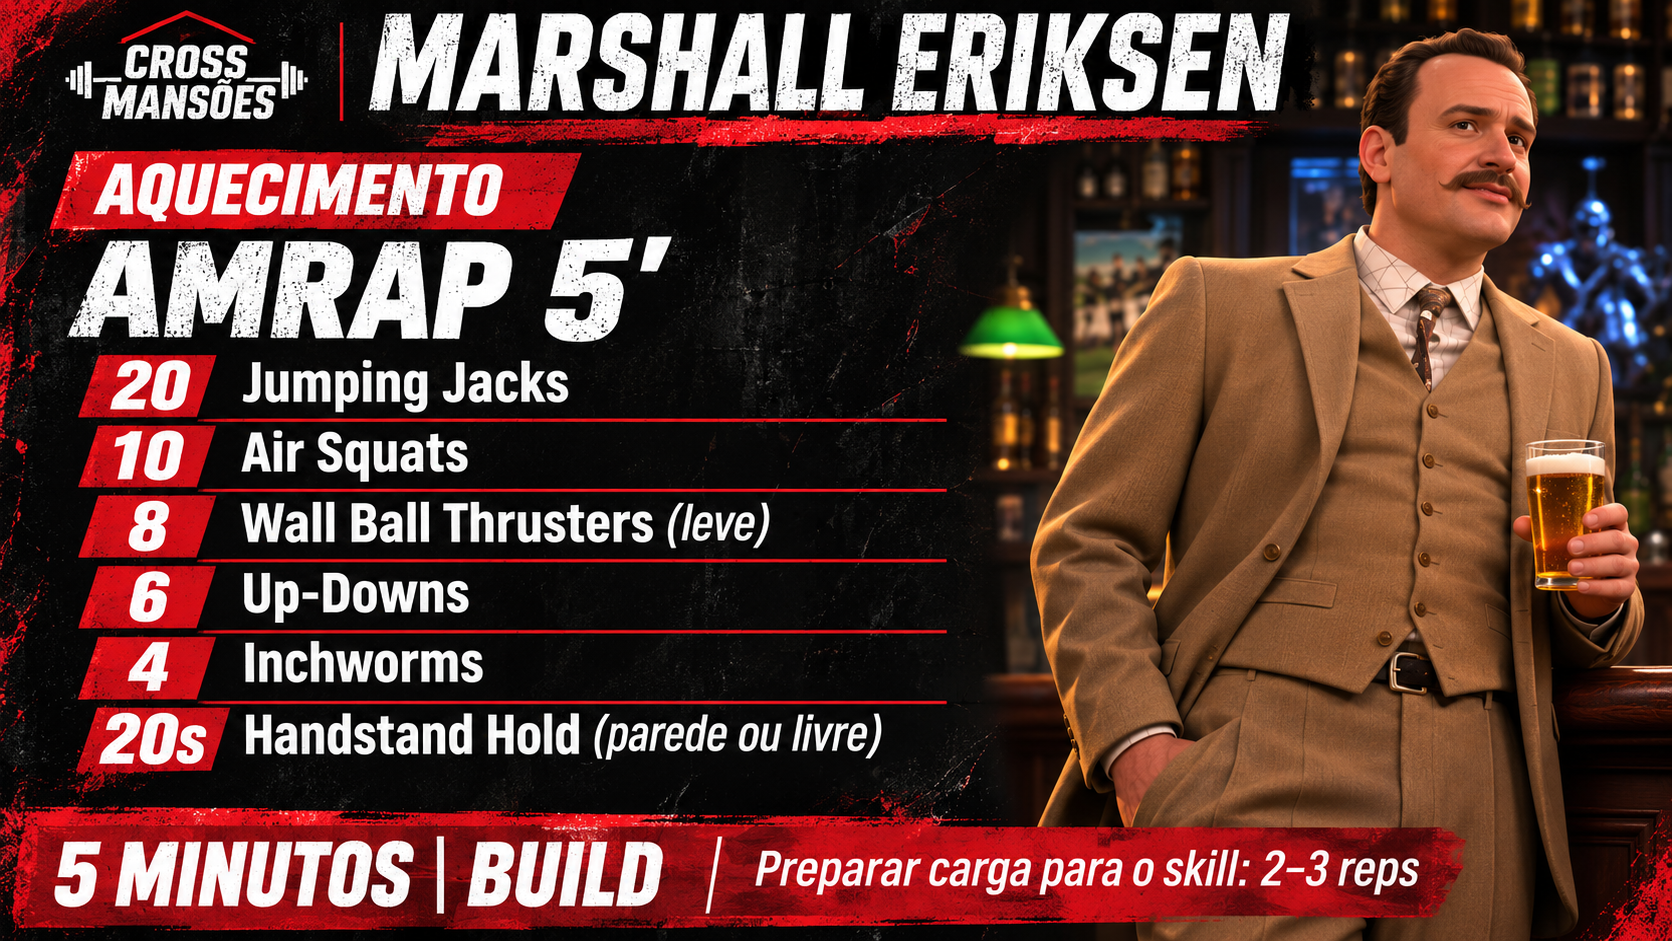 CROSS
MANSÕES
MARSHALL ERIKSEN
AQUECIMENTO
AMRAP 5'
20 Jumping Jacks
10 Air Squats
8 Wall Ball Thrusters (leve)
6 Up-Downs
4 Inchworms
20s Handstand Hold (parede ou livre)
5 MINUTOS | BUILD | Preparar carga para o skill: 2–3 reps